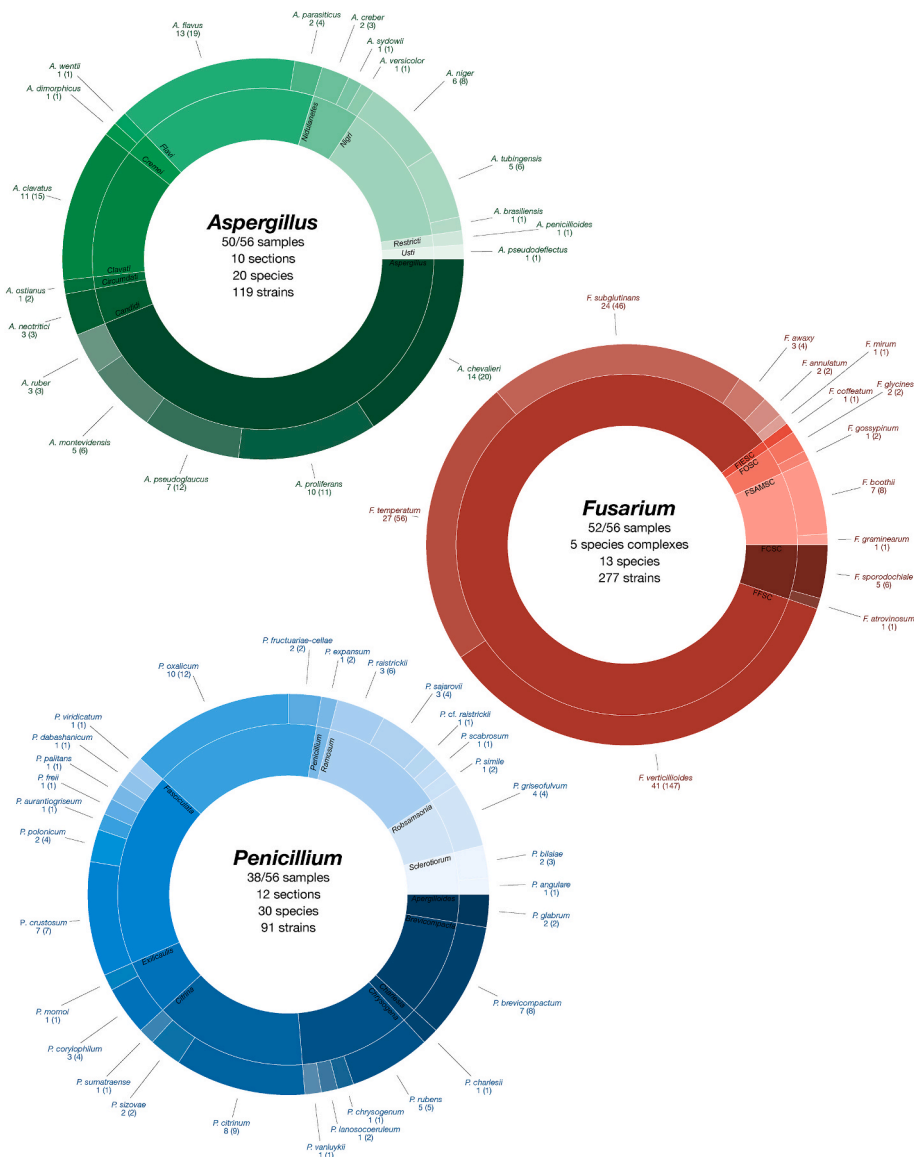 A. flavus
13 (19)
A. parasiticus
2 (4)
A. creber
2 (3)
A. sydowii
1 (1)
A. versicolor
1 (1)
A. niger
6 (8)
A. wentii
1 (1)
A. dimorphicus
1 (1)
A. clavatus
11 (15)
A. tubingensis
5 (6)
A. brasiliensis
1 (1)
A. penicillioides
1 (1)
A. pseudodeflectus
1 (1)
A. ostianus
1 (2)
A. neotritici
3 (3)
A. ruber
3 (3)
A. montevidensis
5 (6)
A. pseudoglaucus
7 (12)
A. proliferans
10 (11)
A. chevalieri
14 (20)
Flavi
Nidulantes
Nigri
Cremei
Restricti
Usti
Aspergillus
Clavati
Circumdati
Candidi
Aspergillus
50/56 samples
10 sections
20 species
119 strains
F. subglutinans
24 (46)
F. awaxy
3 (4)
F. mirum
1 (1)
F. annulatum
2 (2)
F. coffeatum
1 (1)
F. glycines
2 (2)
F. gossypinum
1 (2)
F. boothii
7 (8)
F. graminearum
1 (1)
F. sporodochiale
5 (6)
F. atrovinosum
1 (1)
F. temperatum
27 (56)
F. verticillioides
41 (147)
FIESC
FOSC
FSAMSC
FCSC
FFSC
Fusarium
52/56 samples
5 species complexes
13 species
277 strains
P. fructuariae-cellae
2 (2)
P. expansum
1 (2)
P. raistrickii
3 (6)
P. oxalicum
10 (12)
P. sajarovii
3 (4)
P. cf. raistrickii
1 (1)
P. scabrosum
1 (1)
P. simile
1 (2)
P. griseofulvum
4 (4)
P. bilaiae
2 (3)
P. angulare
1 (1)
P. glabrum
2 (2)
P. brevicompactum
7 (8)
P. charlesii
1 (1)
P. rubens
5 (5)
P. chrysogenum
1 (1)
P. lanosocoeruleum
1 (2)
P. vanluykii
1 (1)
P. citrinum
8 (9)
P. sizovae
2 (2)
P. sumatraense
1 (1)
P. corylophilum
3 (4)
P. momoi
1 (1)
P. crustosum
7 (7)
P. polonicum
2 (4)
P. aurantiogriseum
1 (1)
P. freii
1 (1)
P. palitans
1 (1)
P. dabashanicum
1 (1)
P. viridicatum
1 (1)
Fasciculata
Penicillium
Ramosum
Robsamsonia
Sclerotiorum
Aspergilloides
Brevicompacta
Chrysogena
Citrina
Exilicaulis
Penicillium
38/56 samples
12 sections
30 species
91 strains